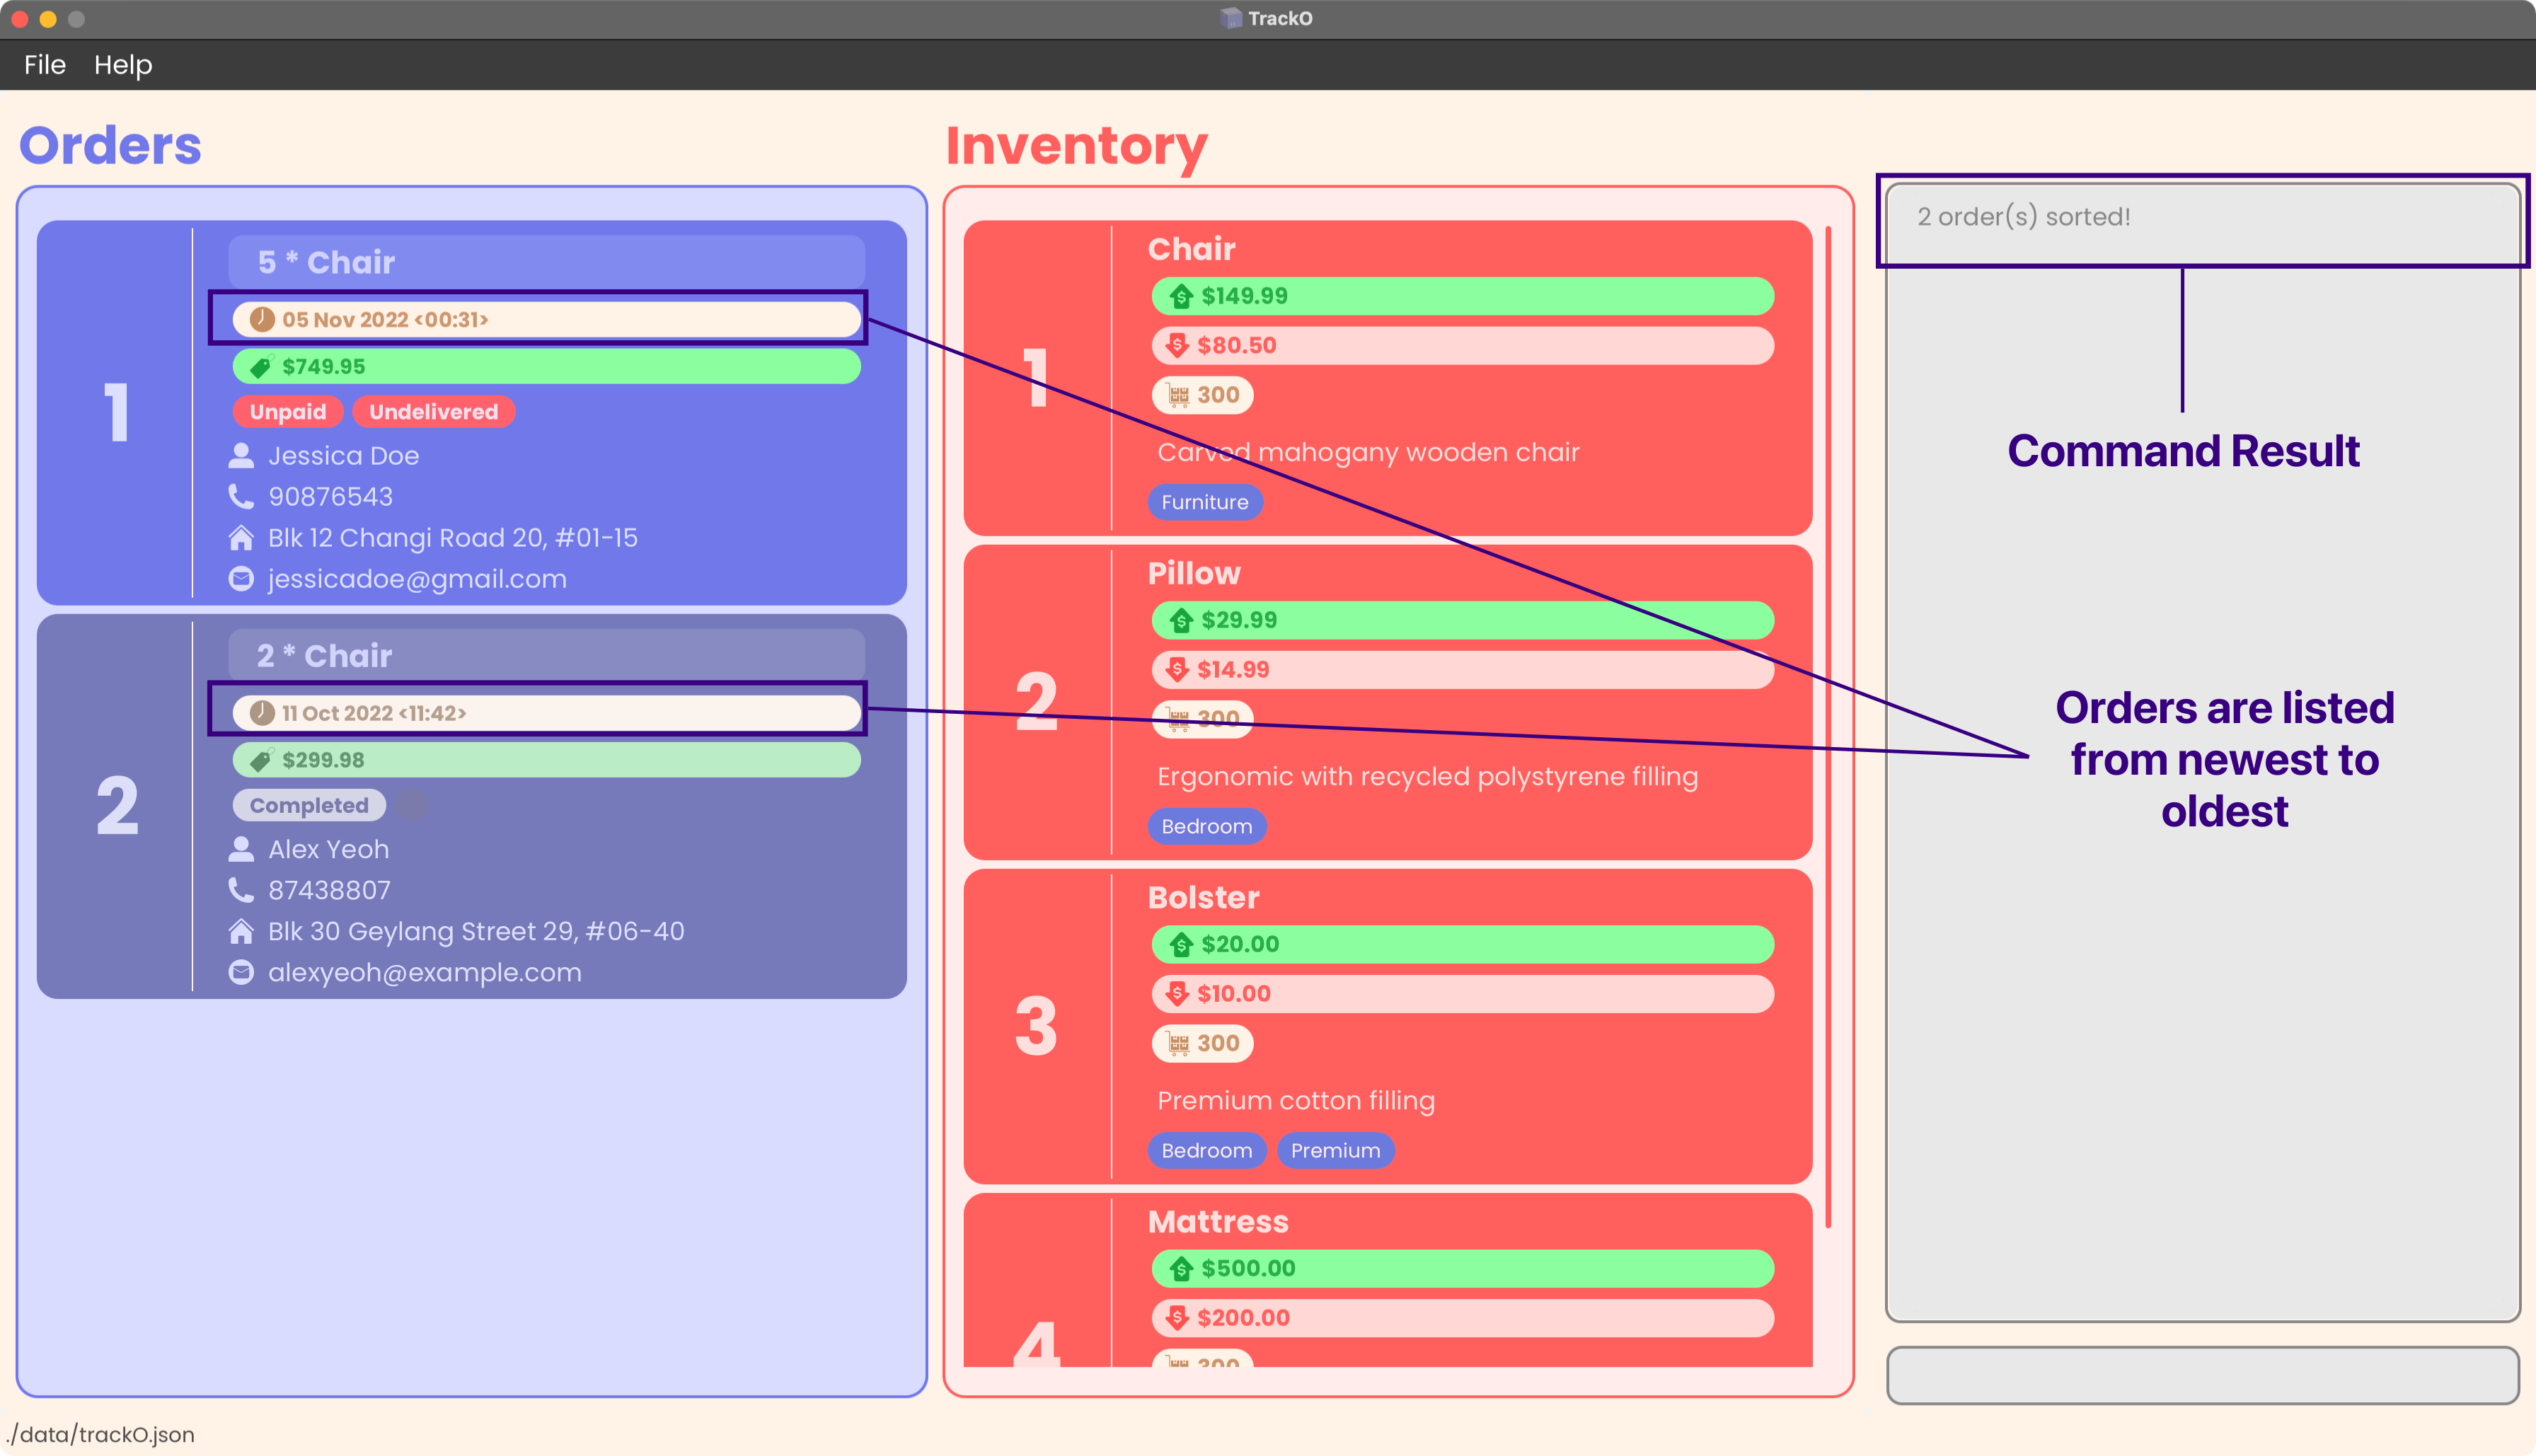 TrackO
File Help
Orders
1
5 * Chair
05 Nov 2022 <00:31>
$749.95
Unpaid Undelivered
Jessica Doe
90876543
Blk 12 Changi Road 20, #01-15
jessicadoe@gmail.com
2
2 * Chair
11 Oct 2022 <11:42>
$299.98
Completed
Alex Yeoh
87438807
Blk 30 Geylang Street 29, #06-40
alexyeoh@example.com
Inventory
1
Chair
$149.99
$80.50
300
Carved mahogany wooden chair
Furniture
2
Pillow
$29.99
$14.99
300
Ergonomic with recycled polystyrene filling
Bedroom
3
Bolster
$20.00
$10.00
300
Premium cotton filling
Bedroom Premium
4
Mattress
$500.00
$200.00
300
2 order(s) sorted!
Command Result
Orders are listed
from newest to
oldest
./data/trackO.json